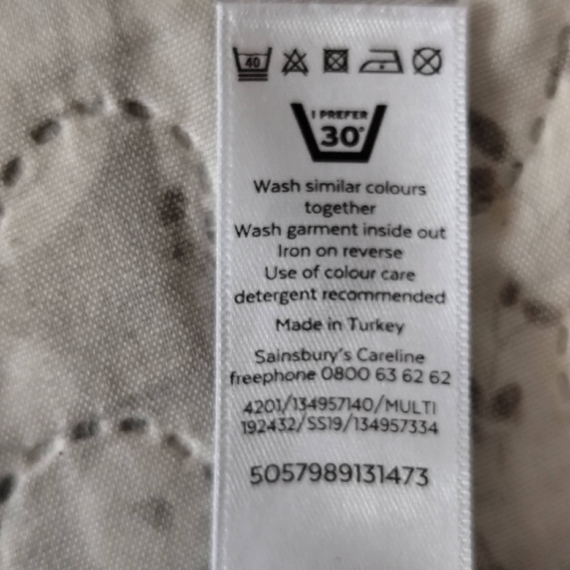 40
I PREFER
30°
Wash similar colours
together
Wash garment inside out
Iron on reverse
Use of colour care
detergent recommended
Made in Turkey
Sainsbury's Careline
freephone 0800 63 62 62
4201/134957140/MULTI
192432/SS19/134957334
5057989131473